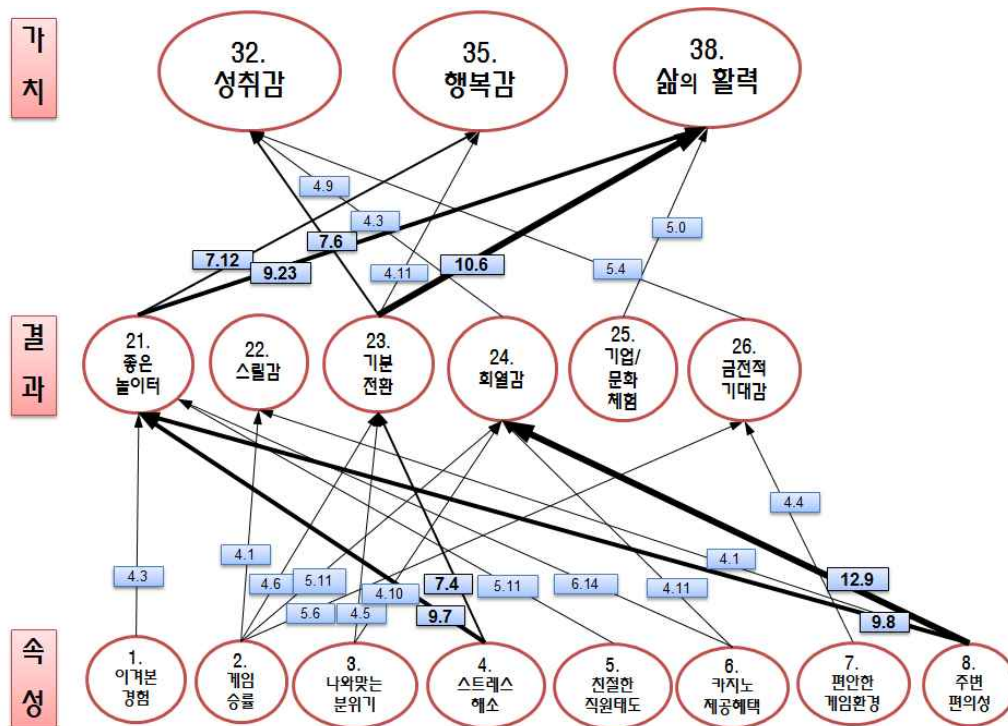 가
치
32.
성취감
35.
행복감
38.
삶의 활력
4.9
4.3
7.6
5.0
7.12
9.23
4.11
10.6
5.4
결
과
21.
좋은
놀이터
22.
스릴감
23.
기분
전환
24.
희열감
25.
기업/
문화
체험
26.
금전적
기대감
4.4
4.1
4.1
4.3
4.6
5.11
4.10
7.4
5.11
6.14
4.11
12.9
5.6
4.5
9.7
9.8
속
성
1.
이겨본
경험
2.
게임
승률
3.
나와맞는
분위기
4.
스트레스
해소
5.
친절한
직원태도
6.
카지노
제공혜택
7.
편안한
게임환경
8.
주변
편의성